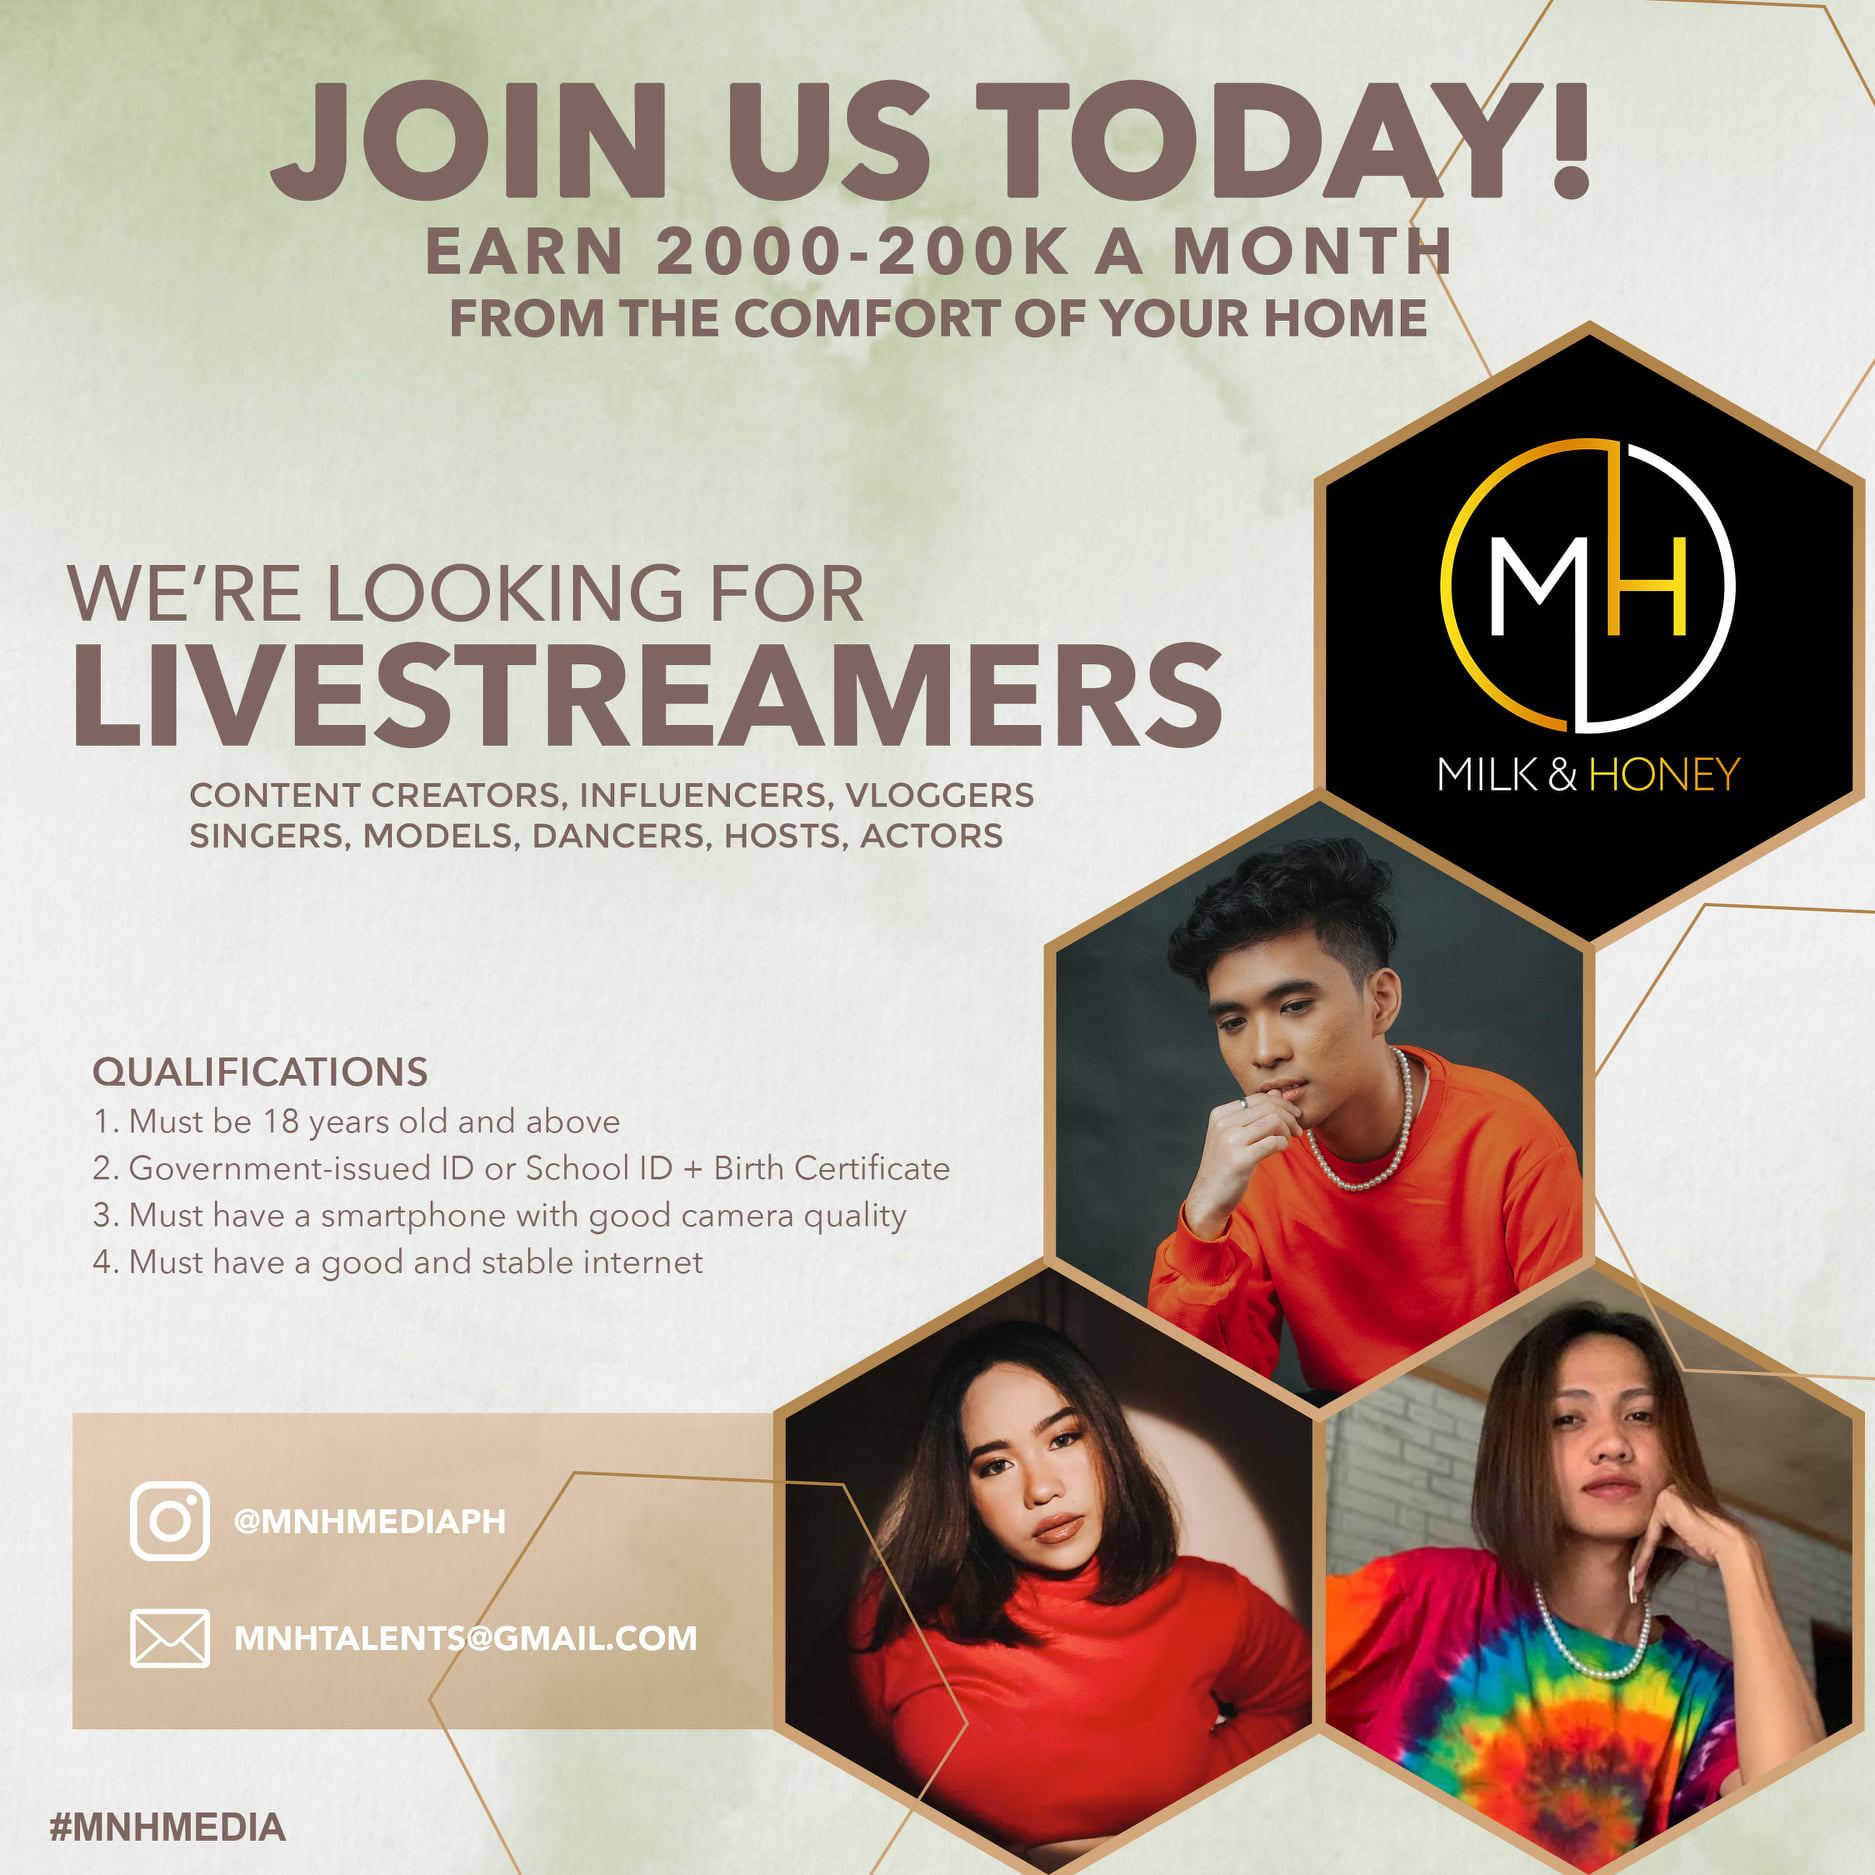 JOIN US TODAY!
EARN 2000-200K A MONTH
FROM THE COMFORT OF YOUR HOME
MH
MILK & HONEY
WE'RE LOOKING FOR
LIVESTREAMERS
CONTENT CREATORS, INFLUENCERS, VLOGGERS
SINGERS, MODELS, DANCERS, HOSTS, ACTORS
QUALIFICATIONS
1. Must be 18 years old and above
2. Government-issued ID or School ID + Birth Certificate
3. Must have a smartphone with good camera quality
4. Must have a good and stable internet
@MNHMEDIAPH
MNHTALENTS@GMAIL.COM
#MNHMEDIA